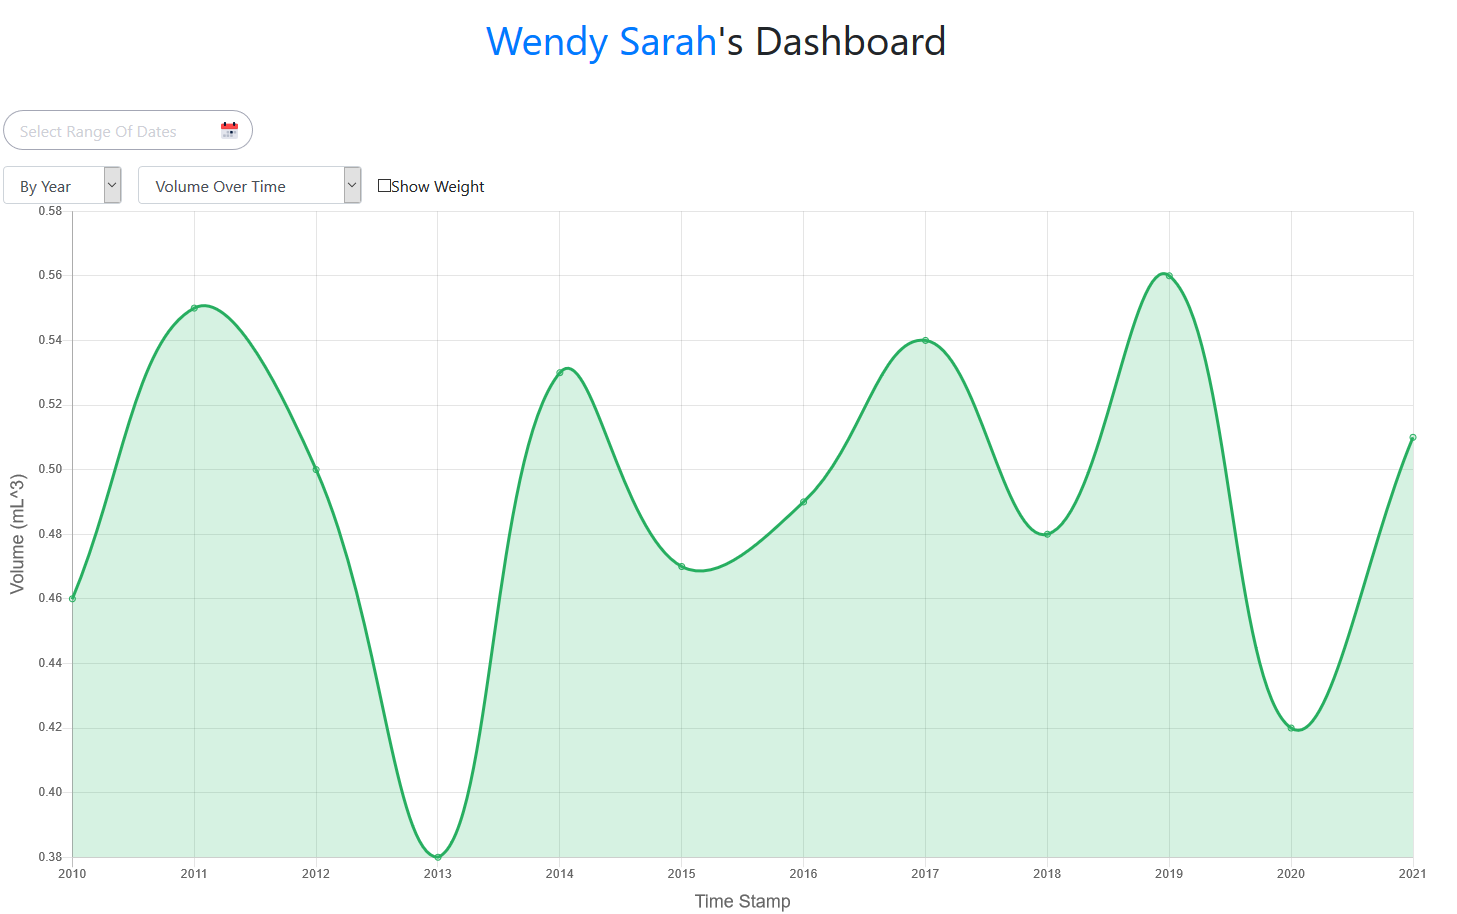 Wendy Sarah's Dashboard
Select Range Of Dates
By Year Volume Over Time Show Weight
0.58
0.56
0.54
0.52
0.50
0.48
0.46
0.44
0.42
0.40
0.38
Volume (mL^3)
2010 2011 2012 2013 2014 2015 2016 2017 2018 2019 2020 2021
Time Stamp